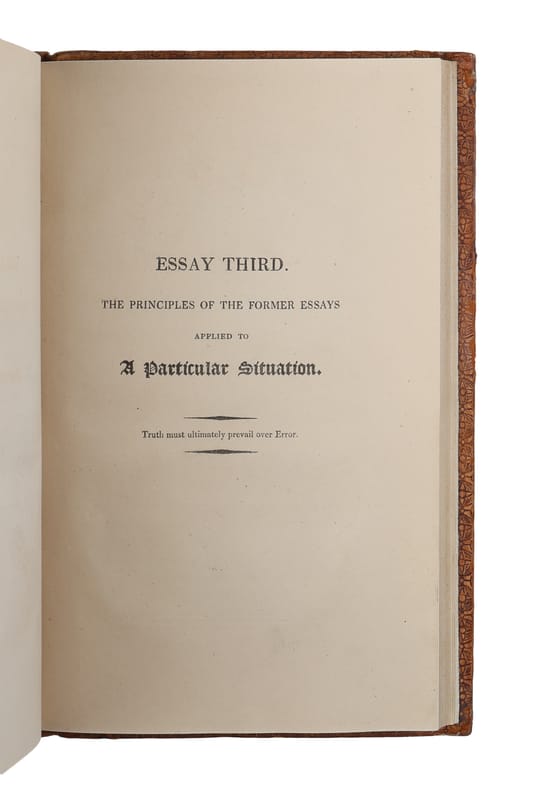 ESSAY THIRD.
THE PRINCIPLES OF THE FORMER ESSAYS
APPLIED TO
A Particular Situation.
Truth must ultimately prevail over Error.